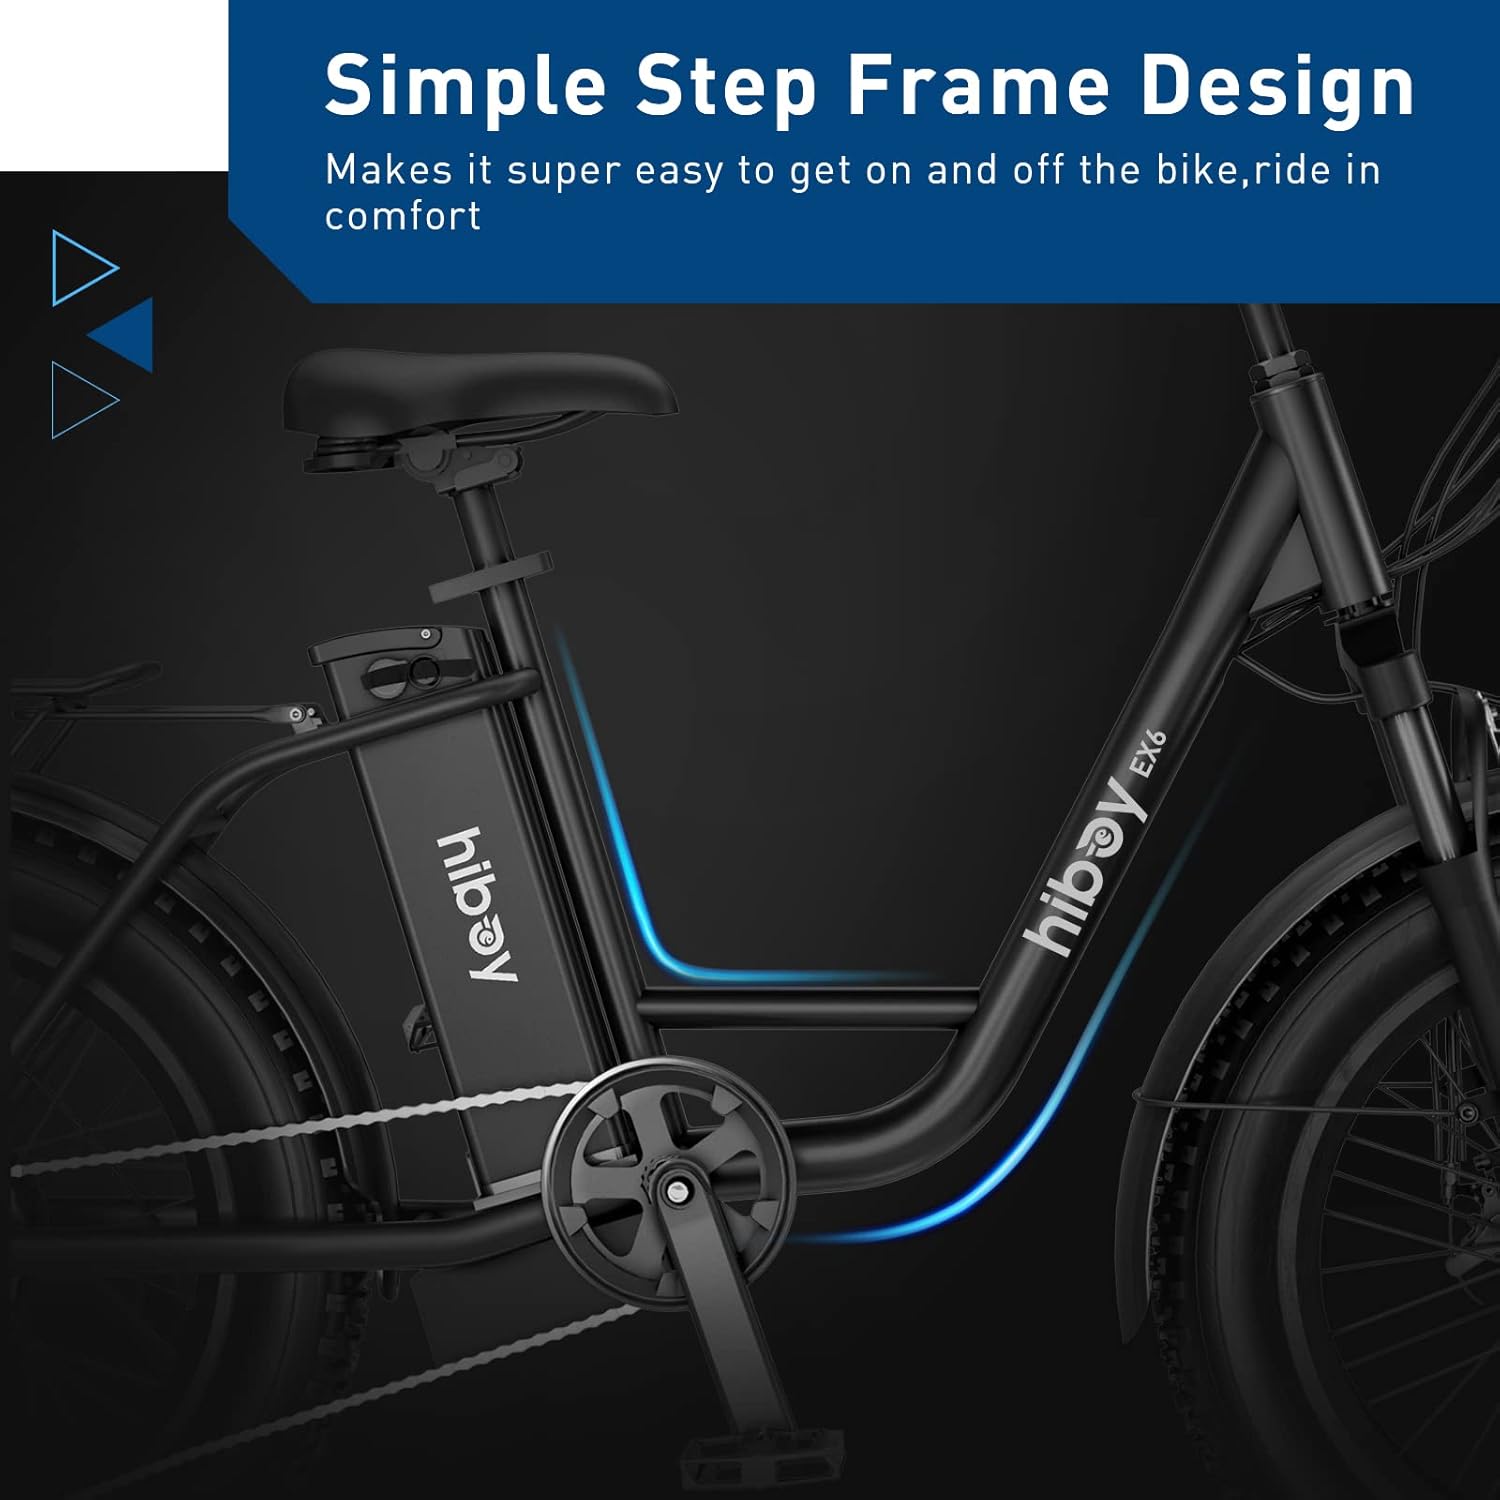 Simple Step Frame Design
Makes it super easy to get on and off the bike,ride in
comfort
hiboy EX6
hiboy